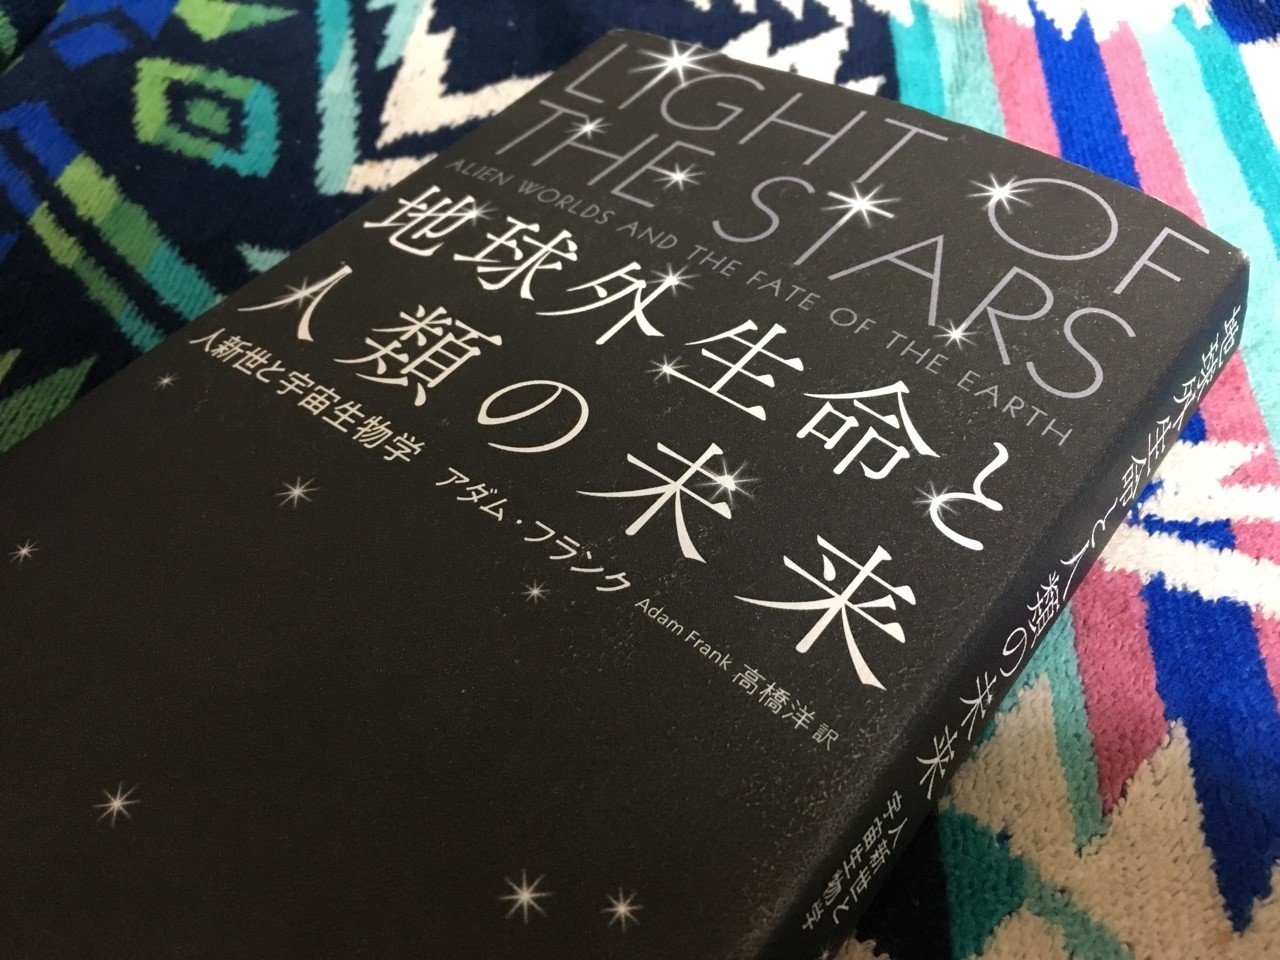 LIGHT OF
THE STARS
ALIEN WORLDS AND THE FATE OF THE EARTH
地球外生命と
人類の未来
人新世と宇宙生物学 アダム・フランク Adam Frank 高橋洋 訳
地球外生命と人類の未来
人新世と
宇宙生物学